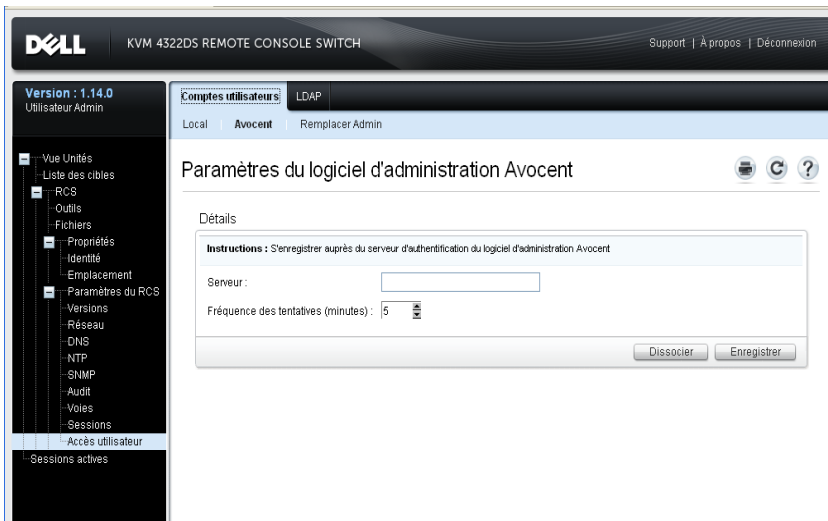 DELL
KVM 4322DS REMOTE CONSOLE SWITCH
Support | À propos | Déconnexion
Version : 1.14.0
Utilisateur Admin
Comptes utilisateurs
LDAP
Local
Avocent
Remplacer Admin
Vue Unités
Liste des cibles
RCS
Outils
Fichiers
Propriétés
Identité
Emplacement
Paramètres du RCS
Versions
Réseau
DNS
NTP
SNMP
Audit
Voies
Sessions
Accès utilisateur
Sessions actives
Paramètres du logiciel d'administration Avocent
?
Détails
Instructions : S'enregistrer auprès du serveur d'authentification du logiciel d'administration Avocent
Serveur :
Fréquence des tentatives (minutes) : 5
Dissocier
Enregistrer